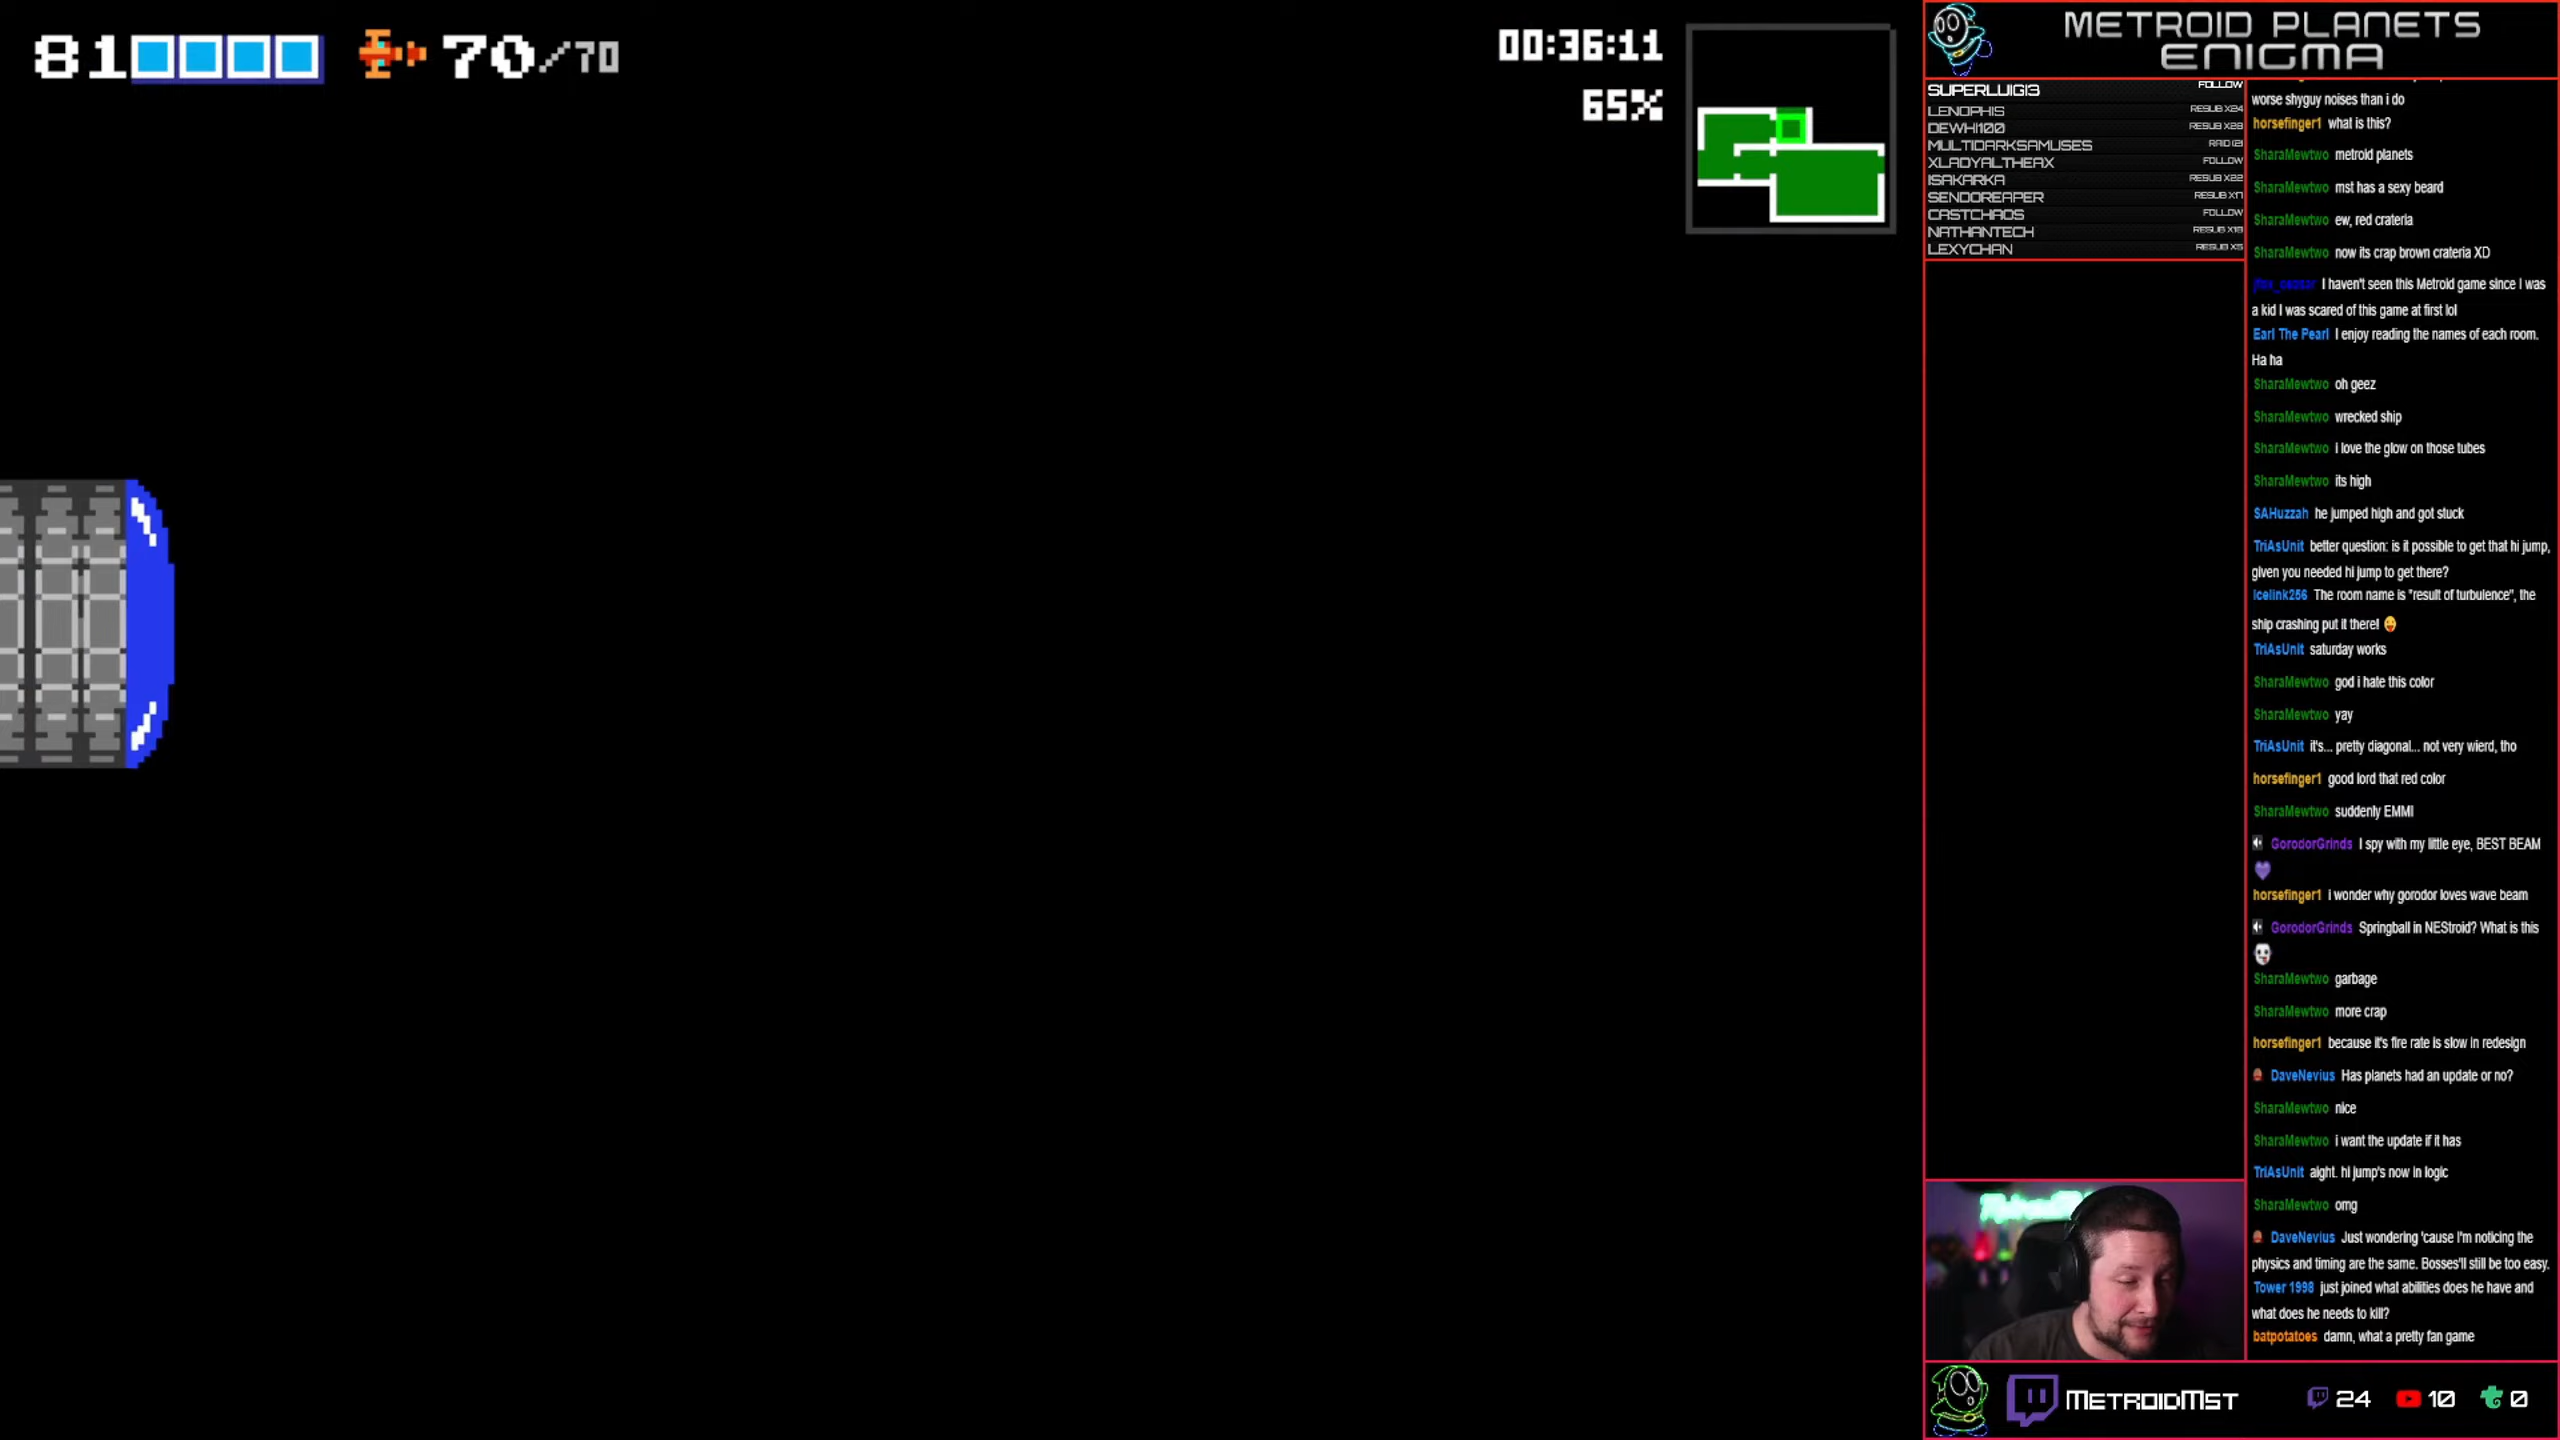 81 70/70
00:36:11
65%
METROID PLANETS
ENIGMA
SUPERLUIGI3 FOLLOW
LENOPHIS RESUB X24
DEWHI100 RESUB X28
MULTIDARKSAMUSES RAID (2)
XLADYALTHEAX FOLLOW
ISAKARKA RESUB X22
SENDOREAPER RESUB X17
CASTCHAOS FOLLOW
NATHANTECH RESUB X18
LEXYCHAN RESUB X5
worse shyguy noises than i do
horsefinger1 what is this?
SharaMewtwo metroid planets
SharaMewtwo mst has a sexy beard
SharaMewtwo ew, red crateria
SharaMewtwo now its crap brown crateria XD
I haven't seen this Metroid game since I was
a kid I was scared of this game at first lol
Earl The Pearl I enjoy reading the names of each room.
Ha ha
SharaMewtwo oh geez
SharaMewtwo wrecked ship
SharaMewtwo i love the glow on those tubes
SharaMewtwo its high
SAHuzzah he jumped high and got stuck
TriAsUnit better question: is it possible to get that hi jump,
given you needed hi jump to get there?
Icelink256 The room name is "result of turbulence", the
ship crashing put it there! 😜
TriAsUnit saturday works
SharaMewtwo god i hate this color
SharaMewtwo yay
TriAsUnit it's... pretty diagonal... not very wierd, tho
horsefinger1 good lord that red color
SharaMewtwo suddenly EMMI
GorodorGrinds I spy with my little eye, BEST BEAM
💜
horsefinger1 i wonder why gorodor loves wave beam
GorodorGrinds Springball in NEStroid? What is this
SharaMewtwo garbage
SharaMewtwo more crap
horsefinger1 because it's fire rate is slow in redesign
DaveNevius Has planets had an update or no?
SharaMewtwo nice
SharaMewtwo i want the update if it has
TriAsUnit aight. hi jump's now in logic
SharaMewtwo omg
DaveNevius Just wondering 'cause I'm noticing the
physics and timing are the same. Bosses'll still be too easy.
Tower 1998 just joined what abilities does he have and
what does he needs to kill?
batpotatoes damn, what a pretty fan game
METROIDMST 24 10 0